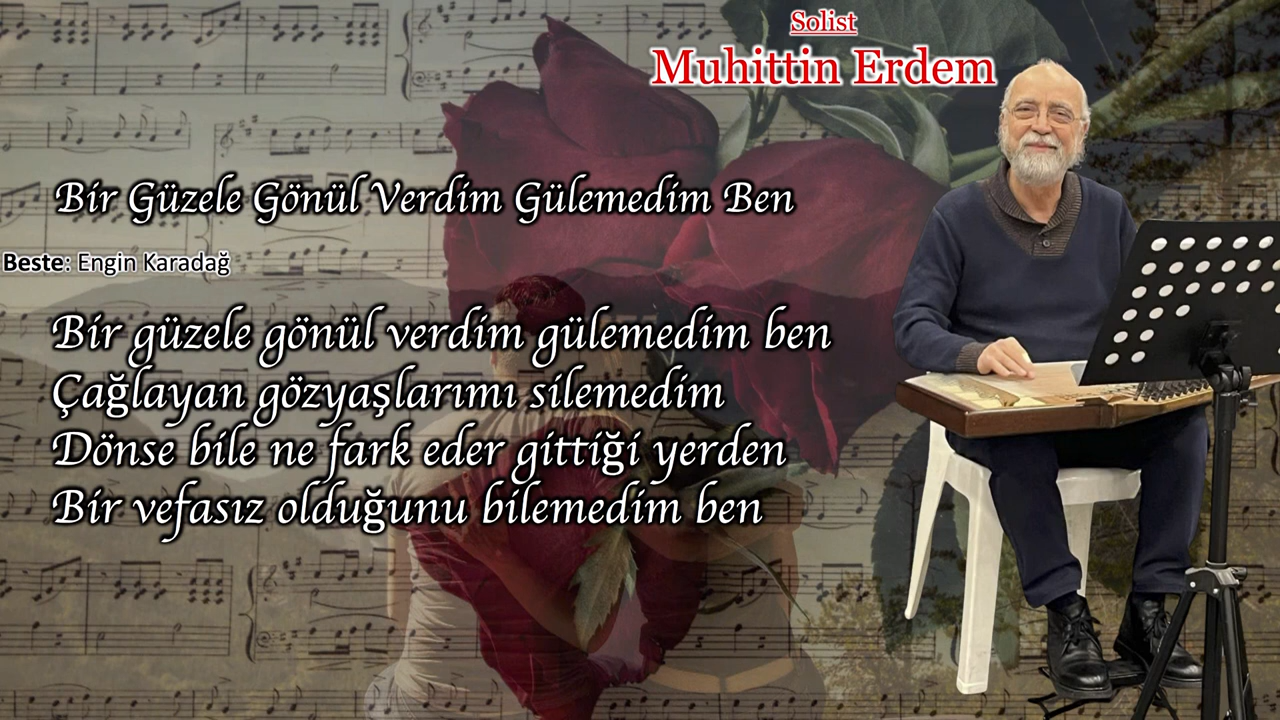 Solist
Muhittin Erdem
Bir Güzele Gönül Verdim Gülemedim Ben
Beste: Engin Karadağ
Bir güzele gönül verdim gülemedim ben
Çağlayan gözyaşlarımı silemedim
Dönse bile ne fark eder gittiği yerden
Bir vefasız olduğunu bilemedim ben